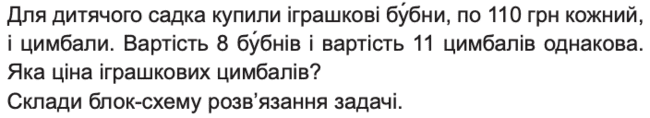 Для дитячого садка купили іграшкові бу́бни, по 110 грн кожний,
і цимбали. Вартість 8 бу́бнів і вартість 11 цимбалів однакова.
Яка ціна іграшкових цимбалів?
Склади блок-схему розв’язання задачі.